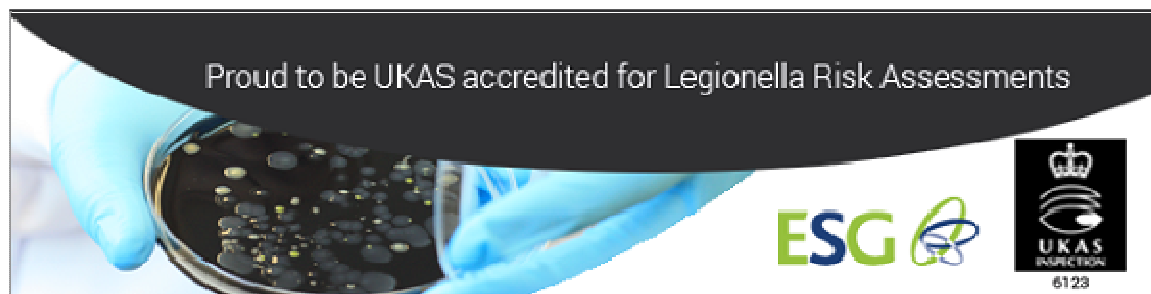 Proud to be UKAS accredited for Legionella Risk Assessments
ESG
UKAS
INSPECTION
6123